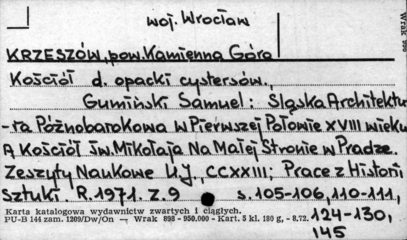 woj. Wrocław
KRZESZÓW, pow. Kamienna Góra
Kościół d. opacki cystersów.
Gumiński Samuel: Śląska Architektu
-ra Późnobarokowa w Pierwszej Połowie XVIII wieku
A Kościół św. Mikołaja Na Małej Stronie w Pradze.
Zeszyty Naukowe U.J., CCXXIII; Prace z Historii
Sztuki. R.1971. Z.9 s. 105-106, 110-111,
124-130,
145
Karta katalogowa wydawnictw zwartych i ciągłych.
PU-B 144 zam. 1209/Dw/On — Wrak 898 - 950.000 - Kart. 5 kl. 180 g, - 8.72.